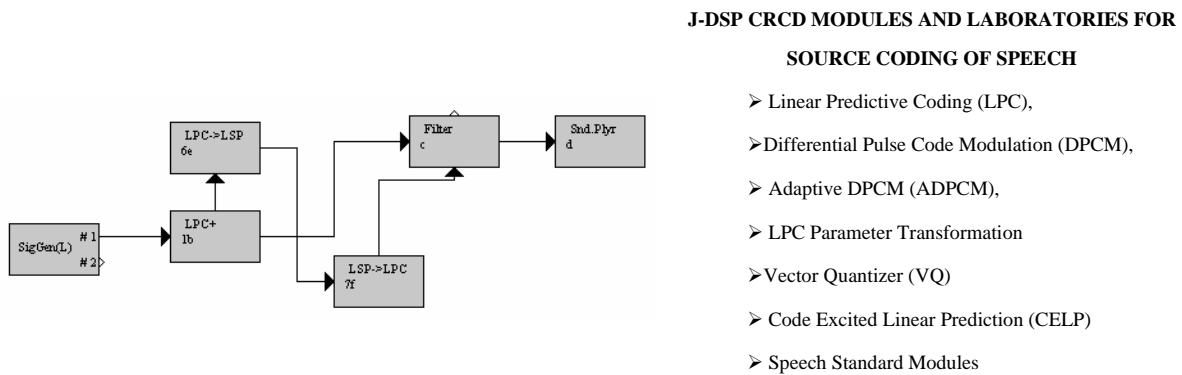 J-DSP CRCD MODULES AND LABORATORIES FOR
SOURCE CODING OF SPEECH
➢ Linear Predictive Coding (LPC),
➢Differential Pulse Code Modulation (DPCM),
➢ Adaptive DPCM (ADPCM),
➢ LPC Parameter Transformation
➢Vector Quantizer (VQ)
➢ Code Excited Linear Prediction (CELP)
➢ Speech Standard Modules
SigGen(L)
# 1
# 2
LPC+
1b
LPC->LSP
6e
LSP->LPC
7f
Filter
c
Snd.Plyr
d